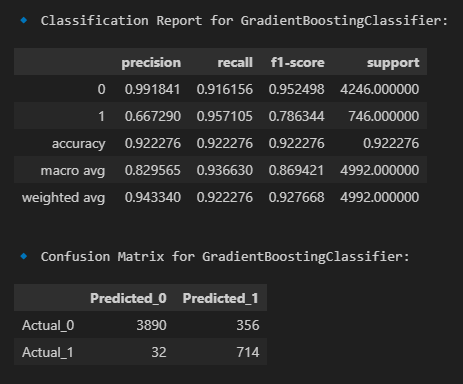 Classification Report for GradientBoostingClassifier:
precision recall f1-score support
0 0.991841 0.916156 0.952498 4246.000000
1 0.667290 0.957105 0.786344 746.000000
accuracy 0.922276 0.922276 0.922276 0.922276
macro avg 0.829565 0.936630 0.869421 4992.000000
weighted avg 0.943340 0.922276 0.927668 4992.000000
Confusion Matrix for GradientBoostingClassifier:
Predicted_0 Predicted_1
Actual_0 3890 356
Actual_1 32 714